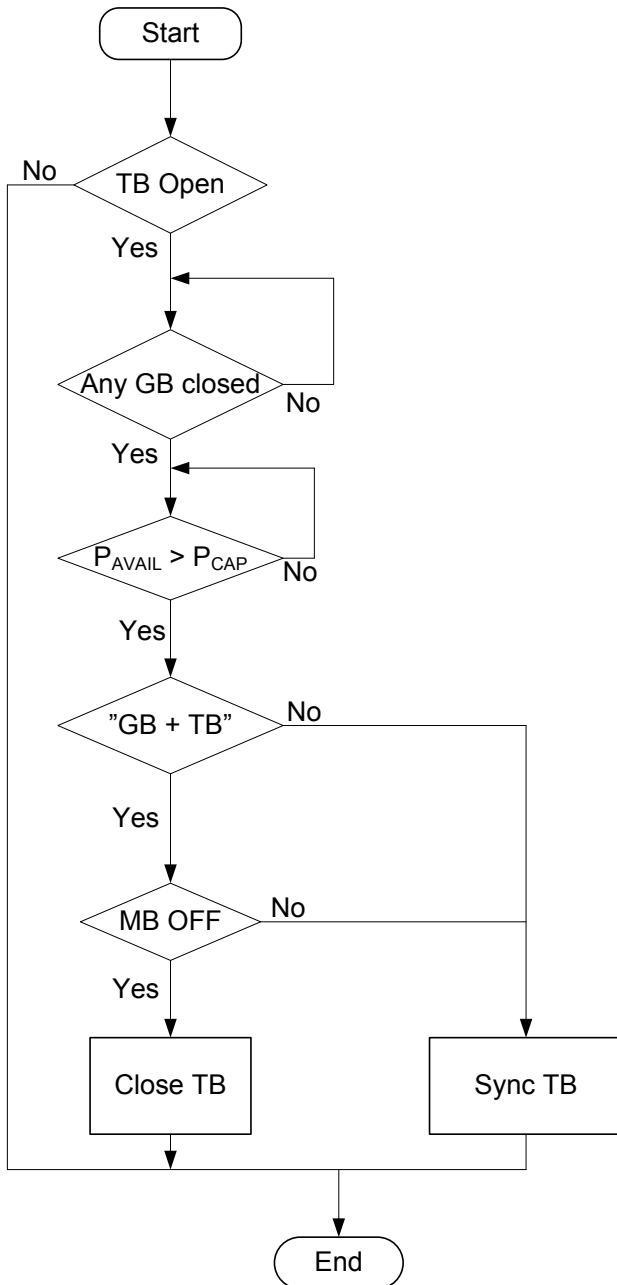 Start
No
TB Open
Yes
Any GB closed
No
Yes
PAVAIL > PCAP
No
Yes
”GB + TB”
No
Yes
MB OFF
No
Yes
Close TB
Sync TB
End